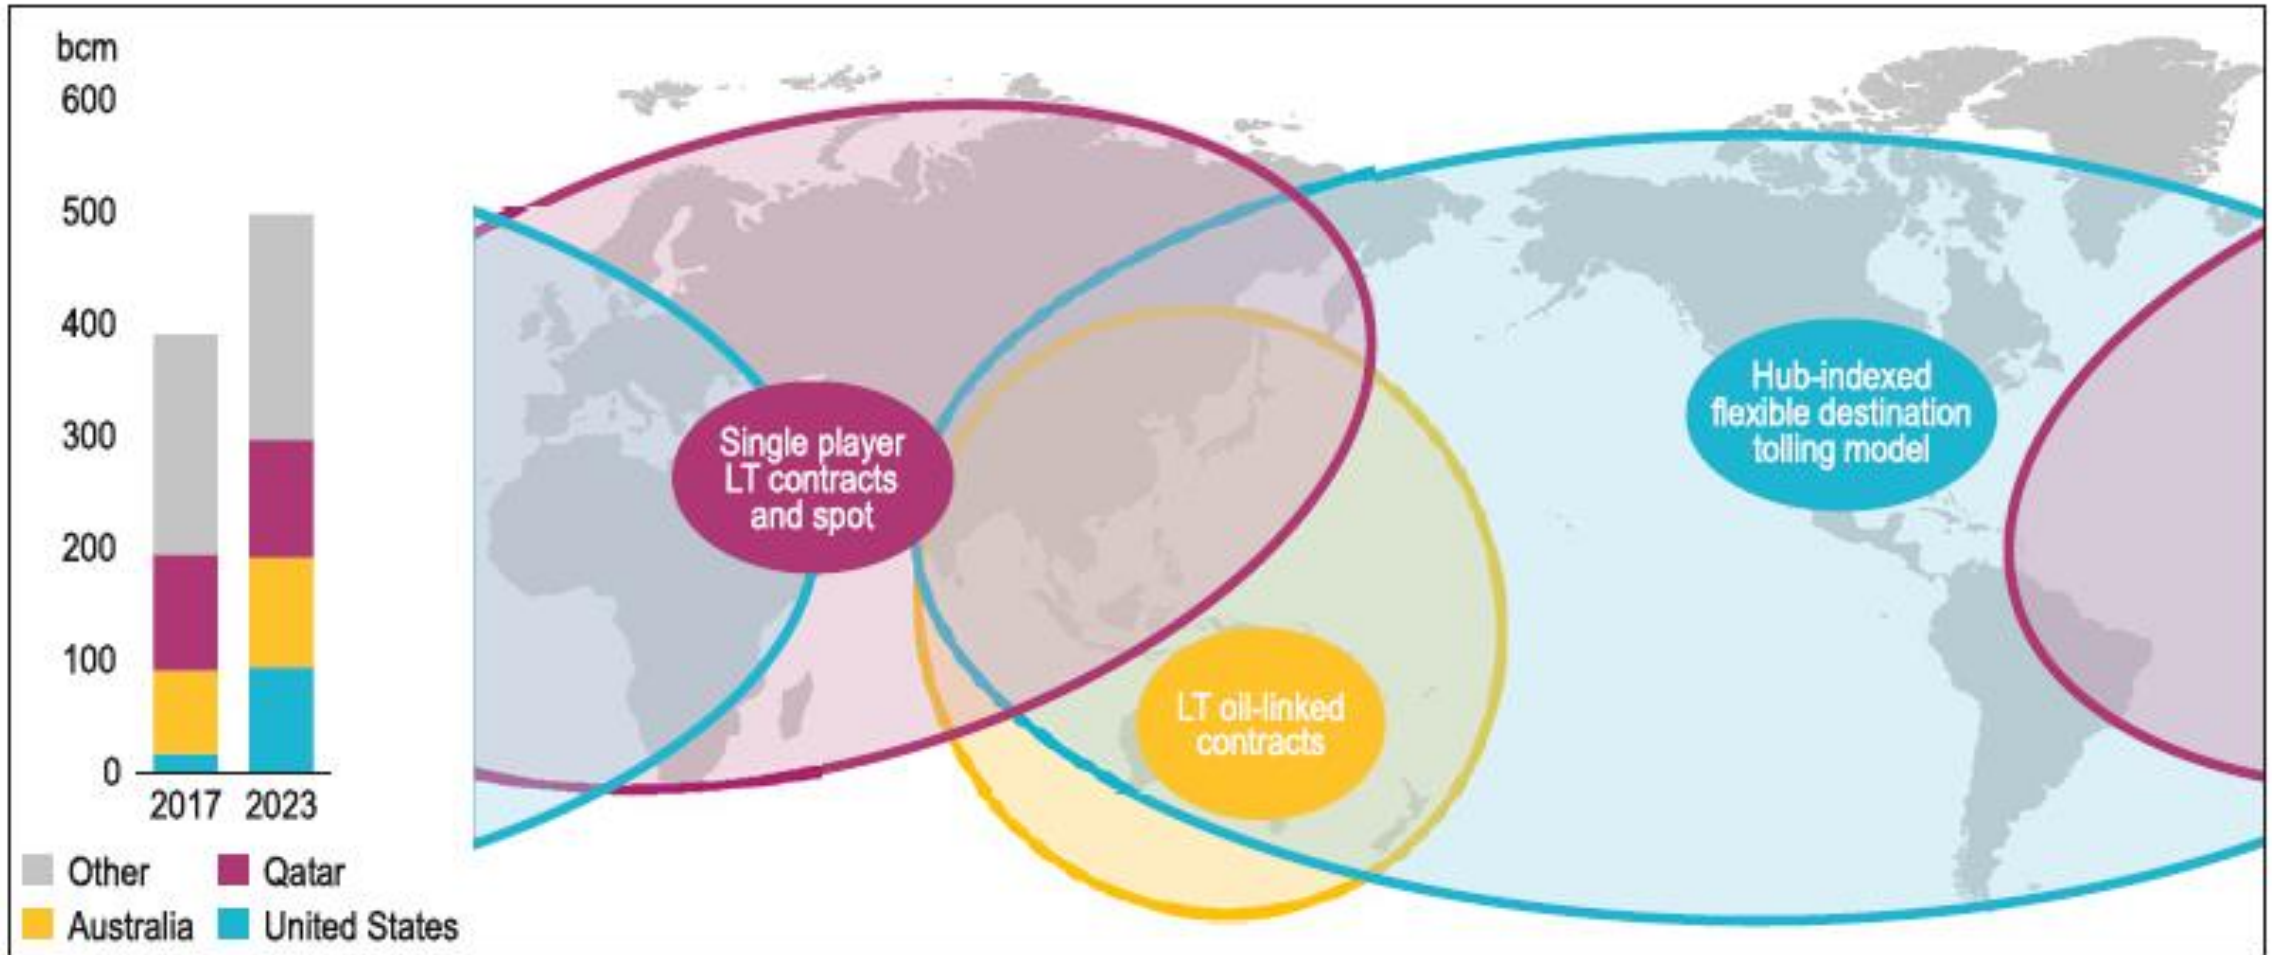 bcm
600
500
400
300
200
100
0
2017 2023
Other Qatar
Australia United States
Single player
LT contracts
and spot
LT oil-linked
contracts
Hub-indexed
flexible destination
tolling model